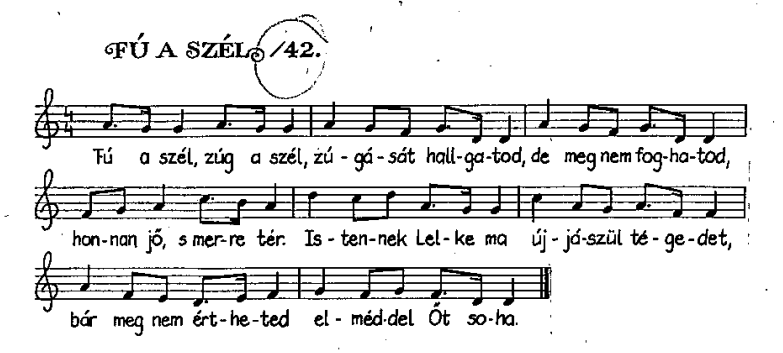 FÚ A SZÉL /42.
Fú a szél, zúg a szél, zú-gá-sát hall-ga-tod, de meg nem fog-ha-tod,
hon-nan jő, s mer-re tér. Is-ten-nek Lel-ke ma új-já-szül té-ge-det,
bár meg nem ért-he-ted el-méd-del Őt so-ha.